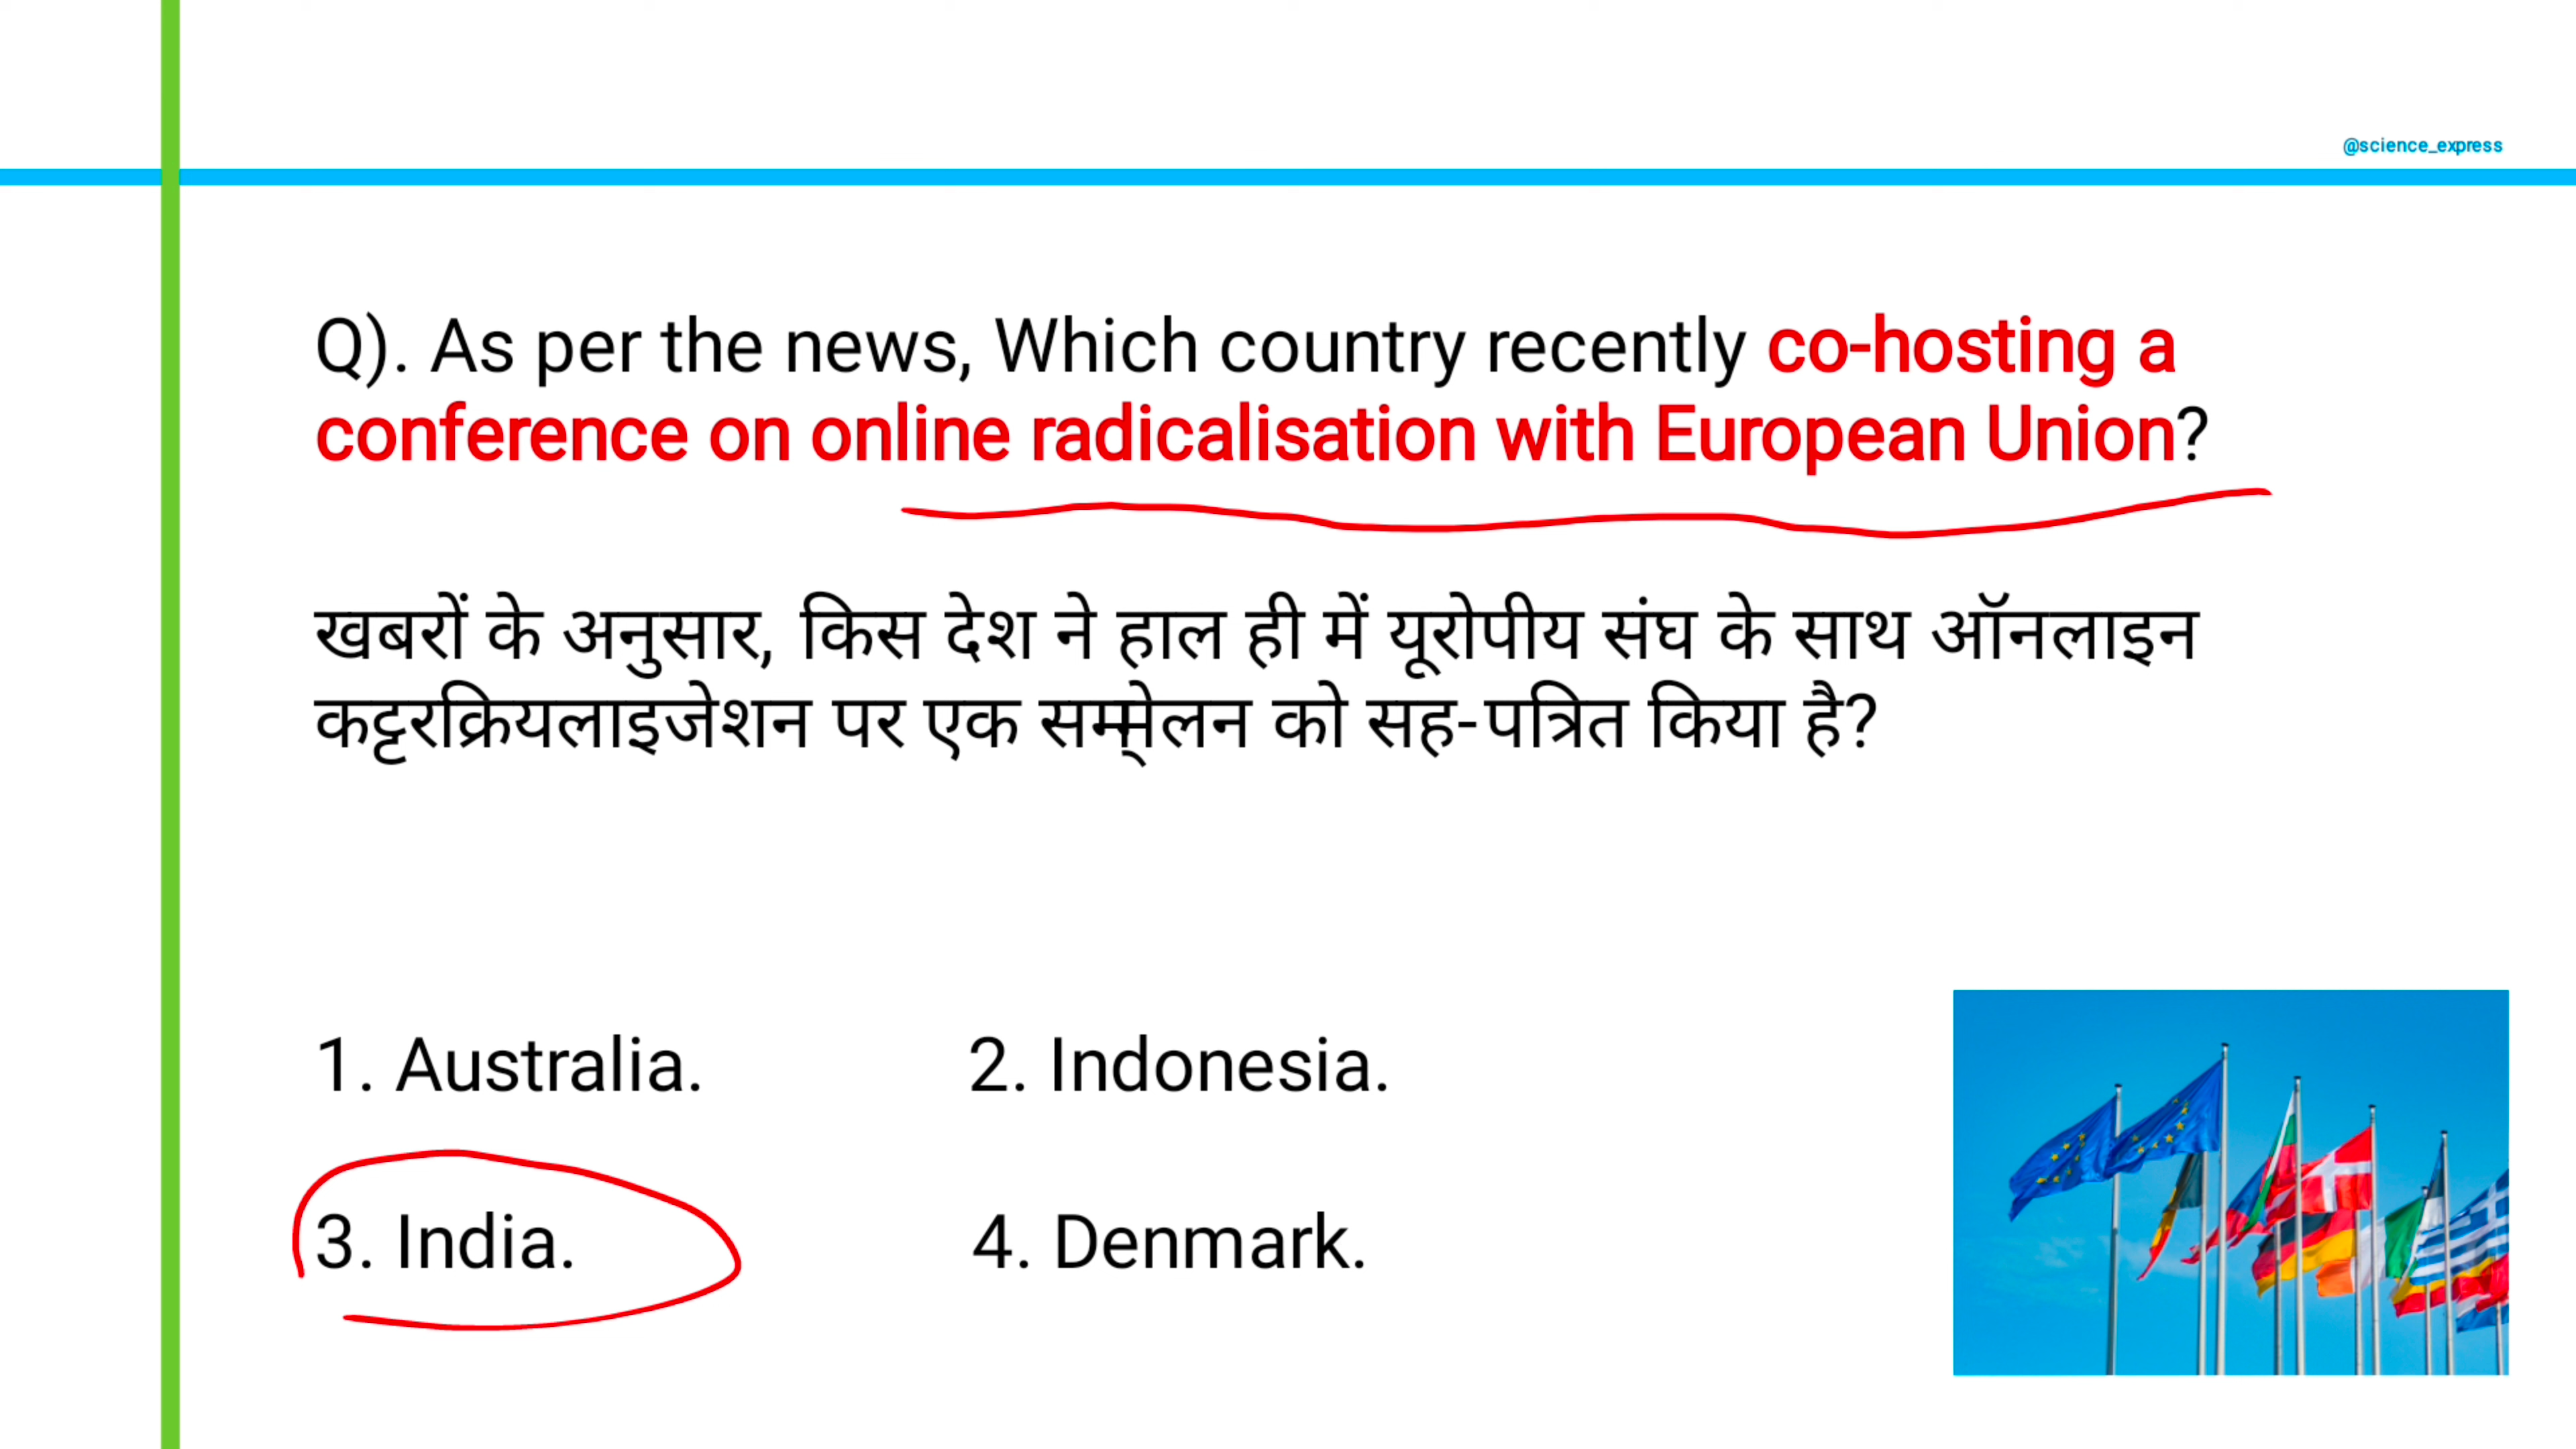 @science_express
Q). As per the news, Which country recently co-hosting a
conference on online radicalisation with European Union?
खबरों के अनुसार, किस देश ने हाल ही में यूरोपीय संघ के साथ ऑनलाइन
कट्टरक्रियलाइजेशन पर एक सम्मेलन को सह-पत्रित किया है?
1. Australia. 2. Indonesia.
3. India. 4. Denmark.